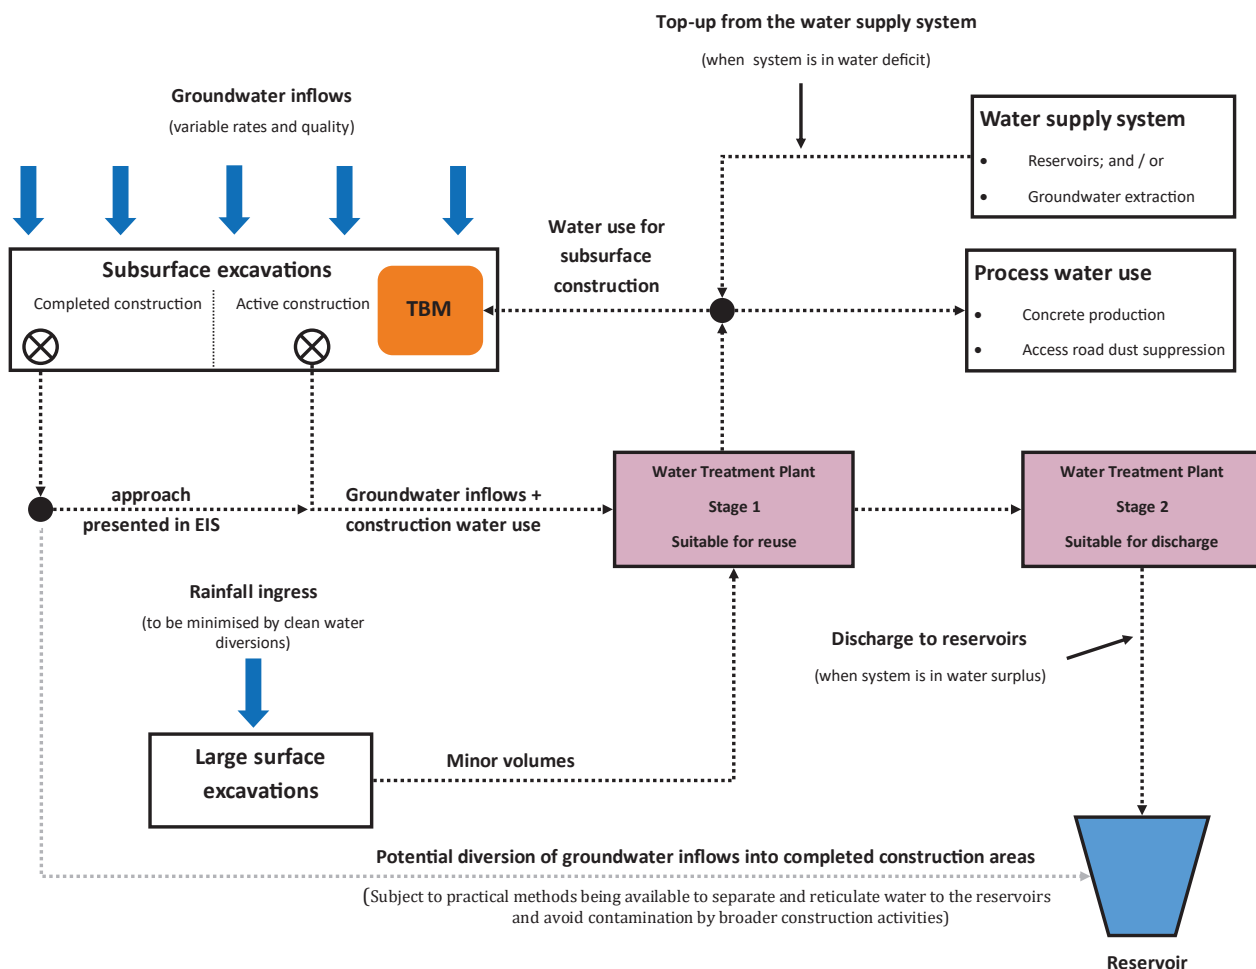 Top-up from the water supply system
(when system is in water deficit)
Groundwater inflows
(variable rates and quality)
Water supply system
• Reservoirs; and / or
• Groundwater extraction
Water use for
subsurface
construction
Subsurface excavations
Completed construction
Active construction
TBM
Process water use
• Concrete production
• Access road dust suppression
Water Treatment Plant
Stage 1
Suitable for reuse
Water Treatment Plant
Stage 2
Suitable for discharge
approach
presented in EIS
Groundwater inflows +
construction water use
Rainfall ingress
(to be minimised by clean water
diversions)
Discharge to reservoirs
(when system is in water surplus)
Large surface
excavations
Minor volumes
Potential diversion of groundwater inflows into completed construction areas
(Subject to practical methods being available to separate and reticulate water to the reservoirs
and avoid contamination by broader construction activities)
Reservoir